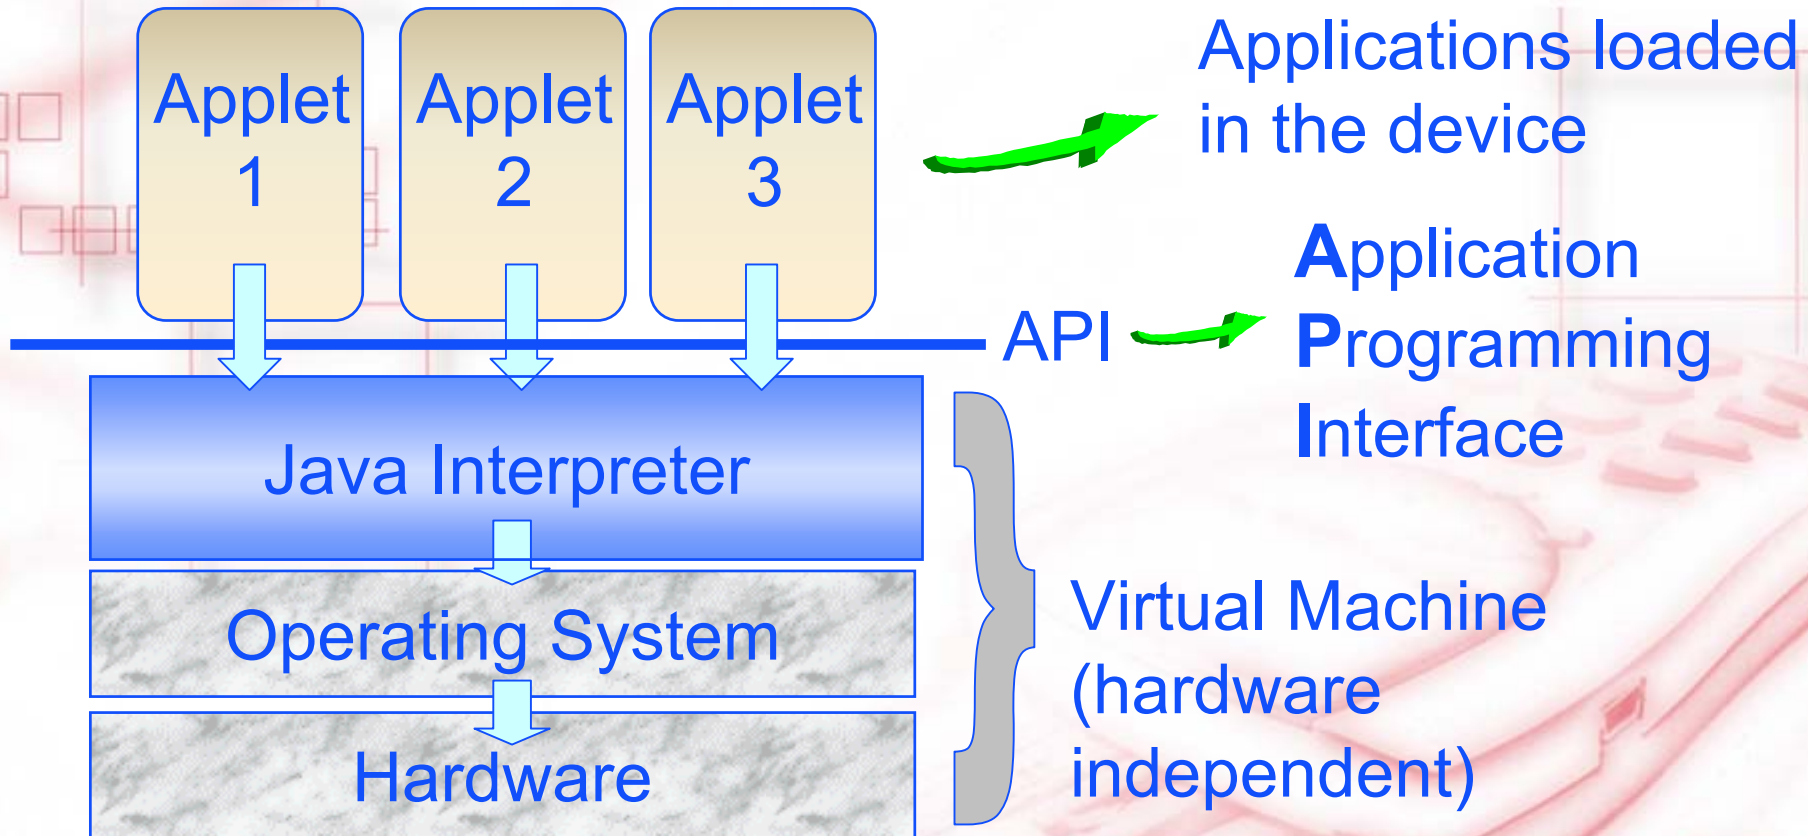 Applet
1
Applet
2
Applet
3
Applications loaded
in the device
API
Application
Programming
Interface
Java Interpreter
Operating System
Hardware
Virtual Machine
(hardware
independent)